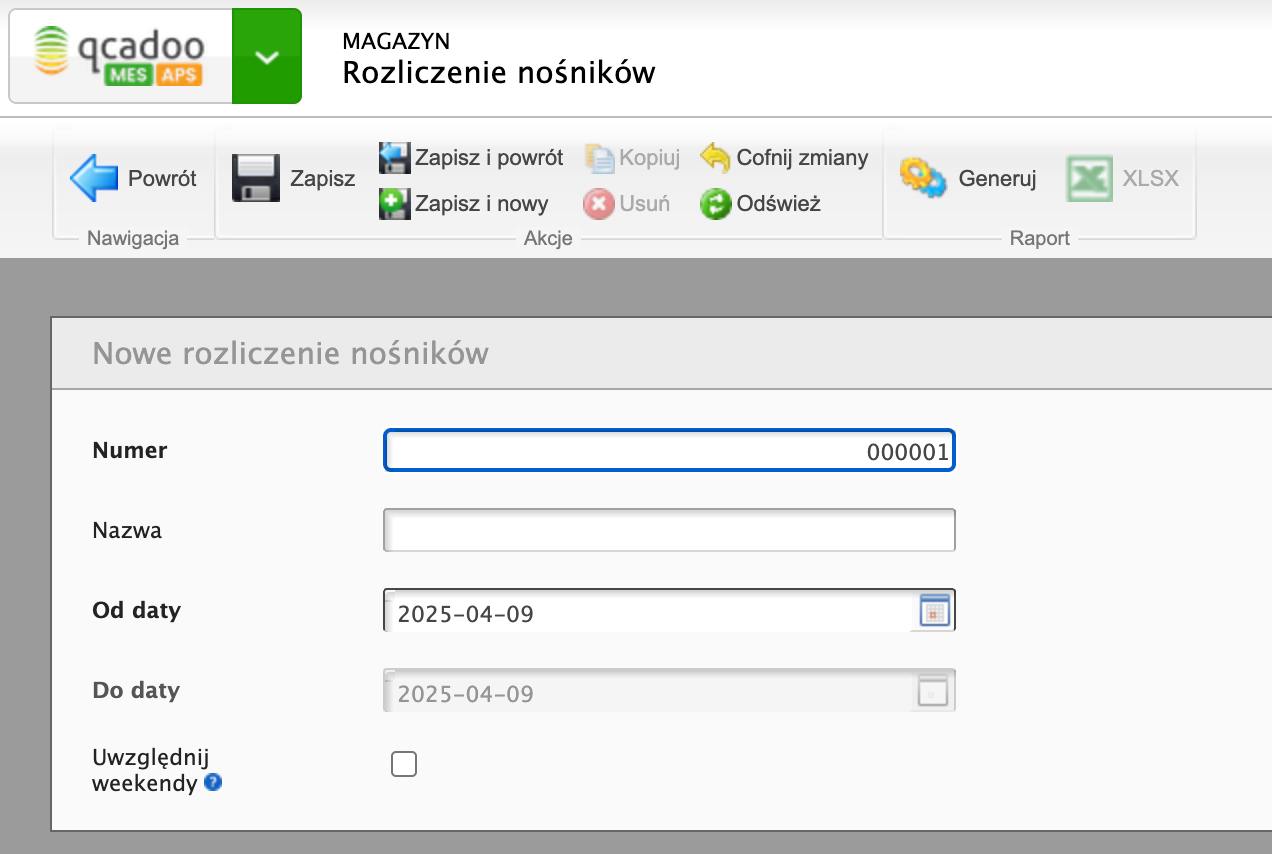 qcadoo
MES APS
MAGAZYN
Rozliczenie nośników
Powrót
Nawigacja
Zapisz
Zapisz i powrót
Kopiuj
Cofnij zmiany
Zapisz i nowy
Usuń
Odśwież
Akcje
Generuj
XLSX
Raport
Nowe rozliczenie nośników
Numer
000001
Nazwa
Od daty
2025-04-09
Do daty
2025-04-09
Uwzględnij
weekendy ?